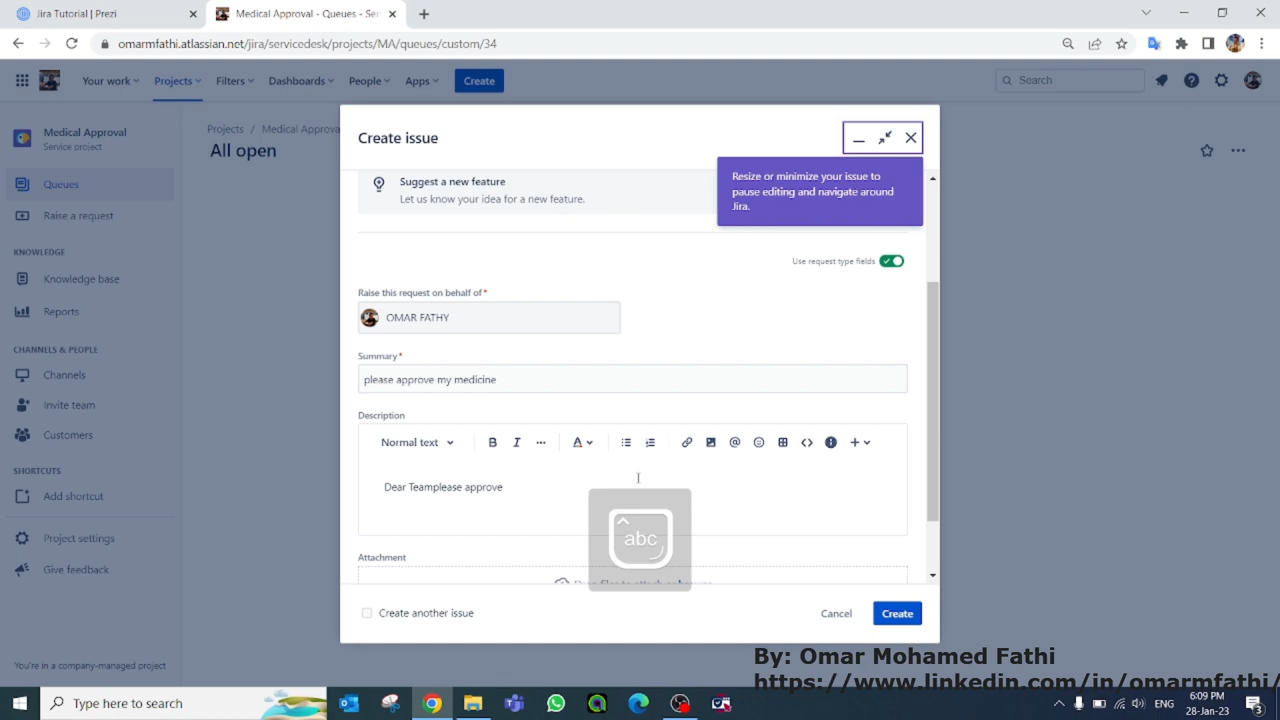 Jira Tutorial | Prezi
Medical Approval - Queues - Ser
omarmfathi.atlassian.net/jira/servicedesk/projects/MA/queues/custom/34
Your work
Projects
Filters
Dashboards
People
Apps
Create
Search
Medical Approval
Service project
Queues
Raise a request
KNOWLEDGE
Knowledge base
Reports
CHANNELS & PEOPLE
Channels
Invite team
Customers
SHORTCUTS
Add shortcut
Project settings
Give feedback
You're in a company-managed project
Projects / Medical Approva
All open
Create issue
Resize or minimize your issue to
pause editing and navigate around
Jira.
Suggest a new feature
Let us know your idea for a new feature.
Use request type fields
Raise this request on behalf of*
OMAR FATHY
Summary*
please approve my medicine
Description
Normal text
B I A
Dear Teamplease approve
abc
Attachment
Create another issue
Cancel
Create
By: Omar Mohamed Fathi
https://www.linkedin.com/in/omarmfathi/
Type here to search
ENG
6:09 PM
28-Jan-23
3